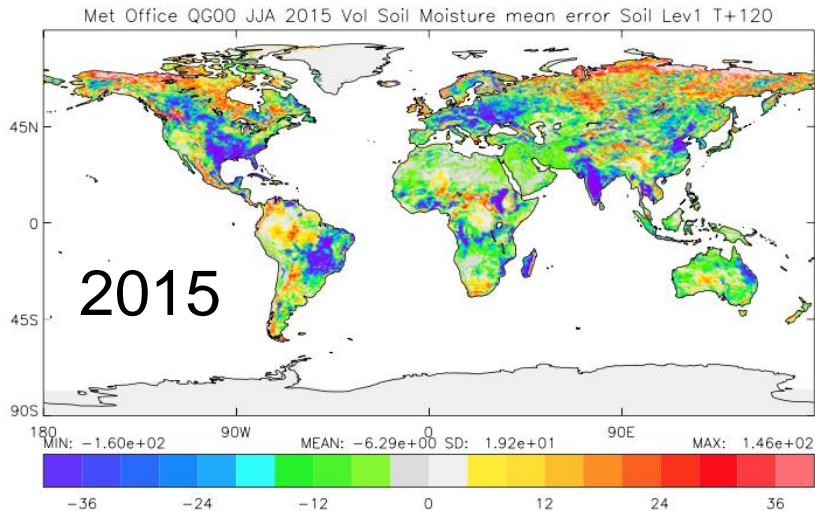 Met Office QG00 JJA 2015 Vol Soil Moisture mean error Soil Lev1 T+120
45N
0
2015
45S
90S
180 90W 0 90E
MIN: −1.60e+02 MEAN: −6.29e+00 SD: 1.92e+01 MAX: 1.46e+02
−36 −24 −12 0 12 24 36